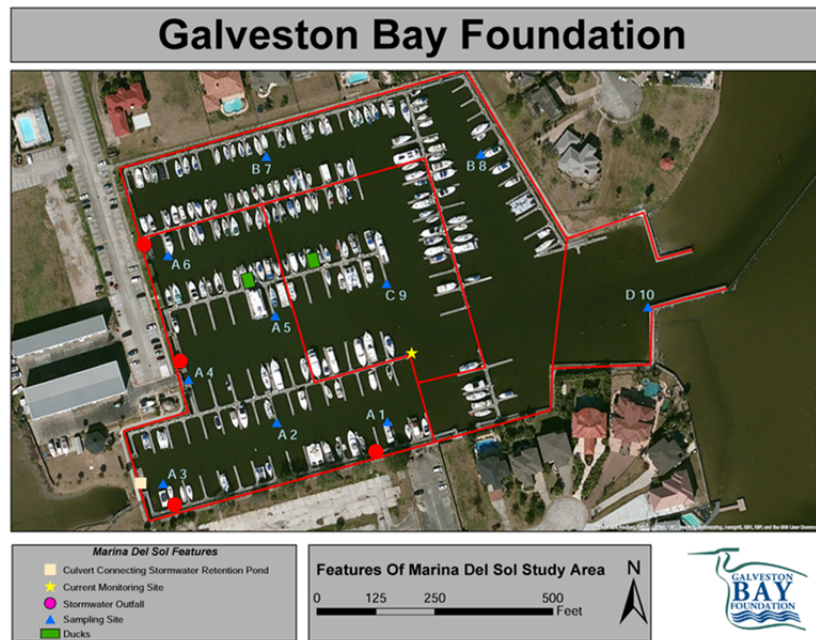 Galveston Bay Foundation
B 7
B 8
A 6
C 9
D 10
A 5
A 4
A 1
A 2
A 3
Marina Del Sol Features
Culvert Connecting Stormwater Retention Pond
Current Monitoring Site
Stormwater Outfall
Sampling Site
Ducks
Features Of Marina Del Sol Study Area
N
0 125 250 500
Feet
GALVESTON
BAY
FOUNDATION